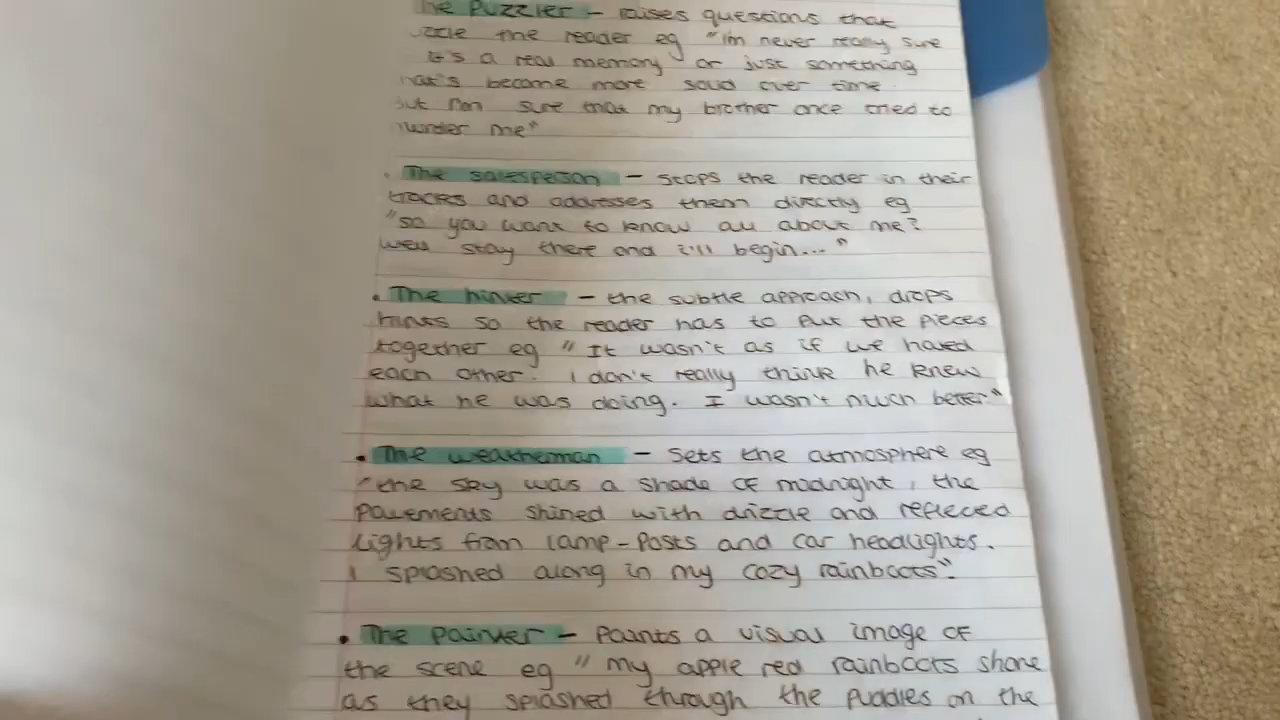 The Puzzler - raises questions that
the reader eg "I'm never really sure
it's a real memory or just something
that's become more solid over time
but I'm sure that my brother once tried to
murder me"
. The salesperson - stops the reader in their
traces and addresses them directly eg
"so you want to know all about me?
Well stay there and i'll begin..."
. The hinter - the subtle approach, drops
hints so the reader has to put the pieces
together eg "It wasn't as if we hated
each other. I don't really think he knew
what he was doing. I wasn't much better"
. The weatherman - Sets the atmosphere eg
"the sky was a shade of midnight, the
pavements shined with drizzle and reflected
lights from lamp-posts and car headlights.
I splashed along in my cozy rainboots".
. The painter - Paints a visual image of
the scene eg "my apple red rainboots shone
as they splashed through the puddles on the